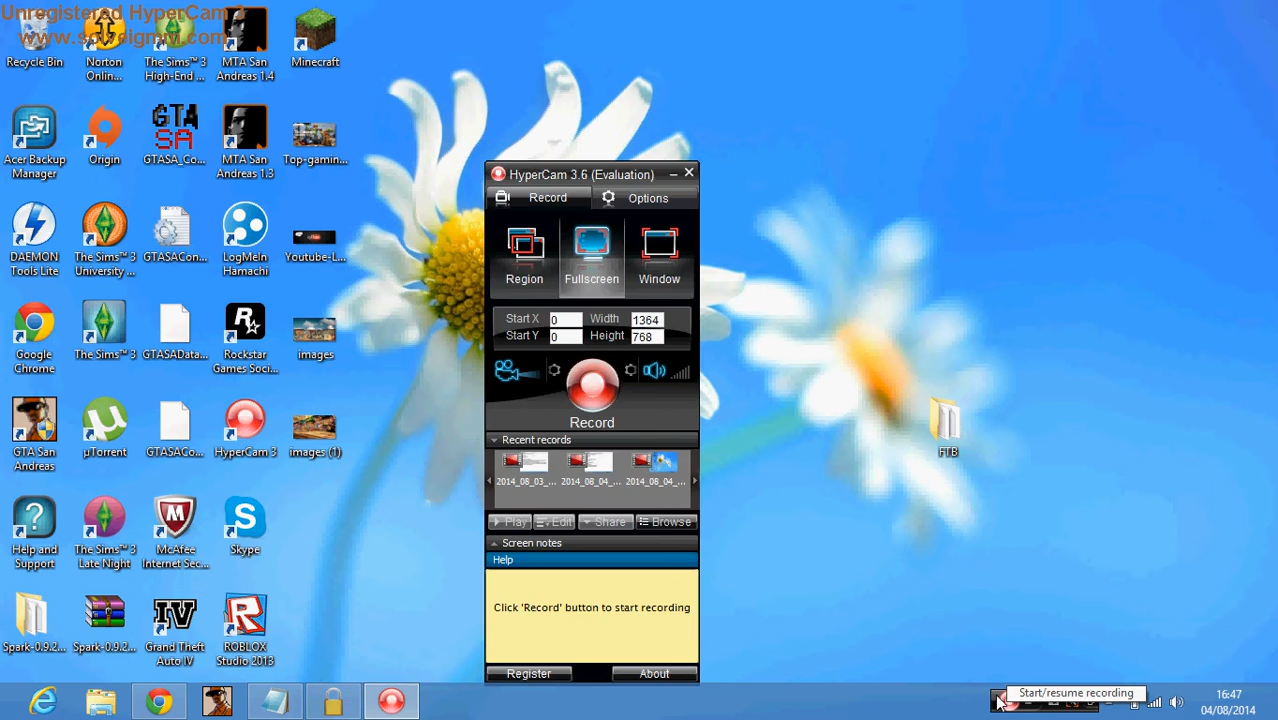 Unregistered HyperCam 3
www.solveigmm.com
Recycle Bin
Norton Online...
The Sims™ 3 High-End ...
MTA San Andreas 1.4
Minecraft
Acer Backup Manager
Origin
GTASA_Co...
MTA San Andreas 1.3
Top-gamin...
DAEMON Tools Lite
The Sims™ 3 University ...
GTASACon...
LogMeIn Hamachi
Youtube-L...
Google Chrome
The Sims™ 3
GTASAData...
Rockstar Games Soci...
images
GTA San Andreas
µTorrent
GTASACo...
HyperCam 3
images (1)
Help and Support
The Sims™ 3 Late Night
McAfee Internet Sec...
Skype
Spark-0.9.2...
Spark-0.9.2...
Grand Theft Auto IV
ROBLOX Studio 2013
FTB
HyperCam 3.6 (Evaluation)
Record
Options
Region
Fullscreen
Window
Start X 0 Width 1364
Start Y 0 Height 768
Record
Recent records
2014_08_03_... 2014_08_04_... 2014_08_04_...
Play Edit Share Browse
Screen notes
Help
Click 'Record' button to start recording
Register
About
Start/resume recording
16:47
04/08/2014